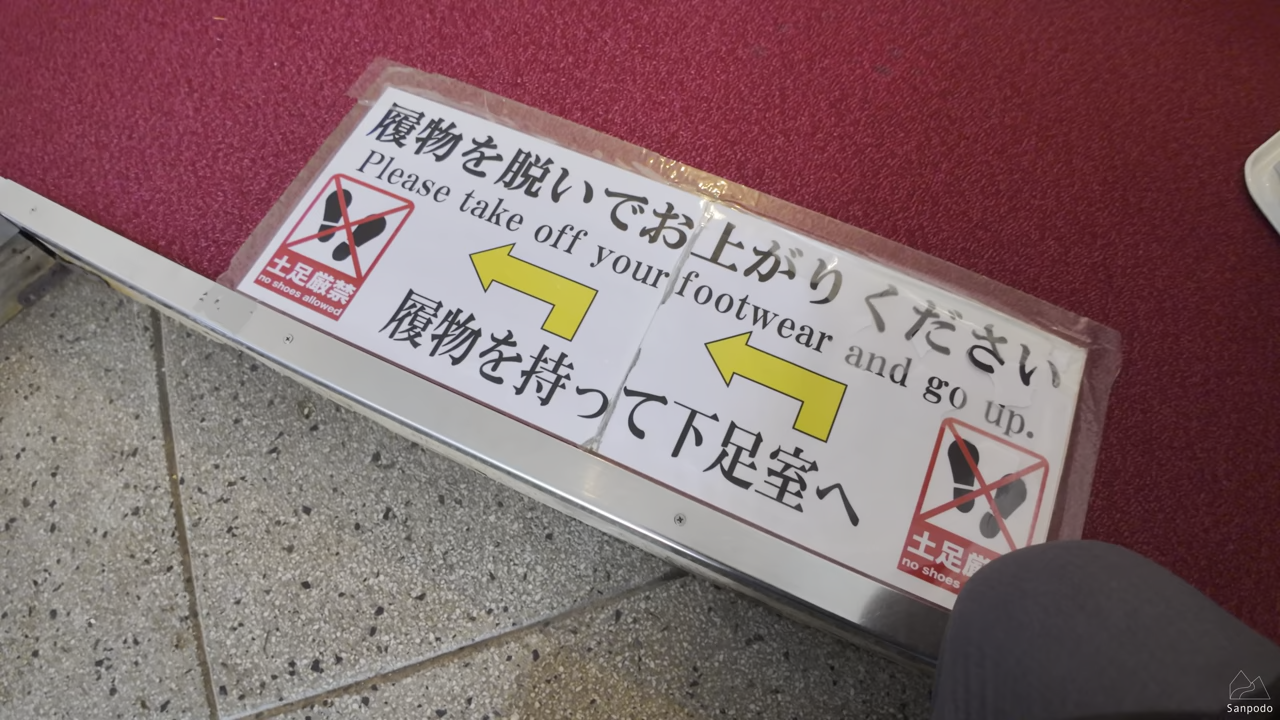 履物を脱いでお上がりください
Please take off your footwear and go up.
土足厳禁
no shoes allowed
履物を持って下足室へ
土足厳
no shoes
Sanpodo